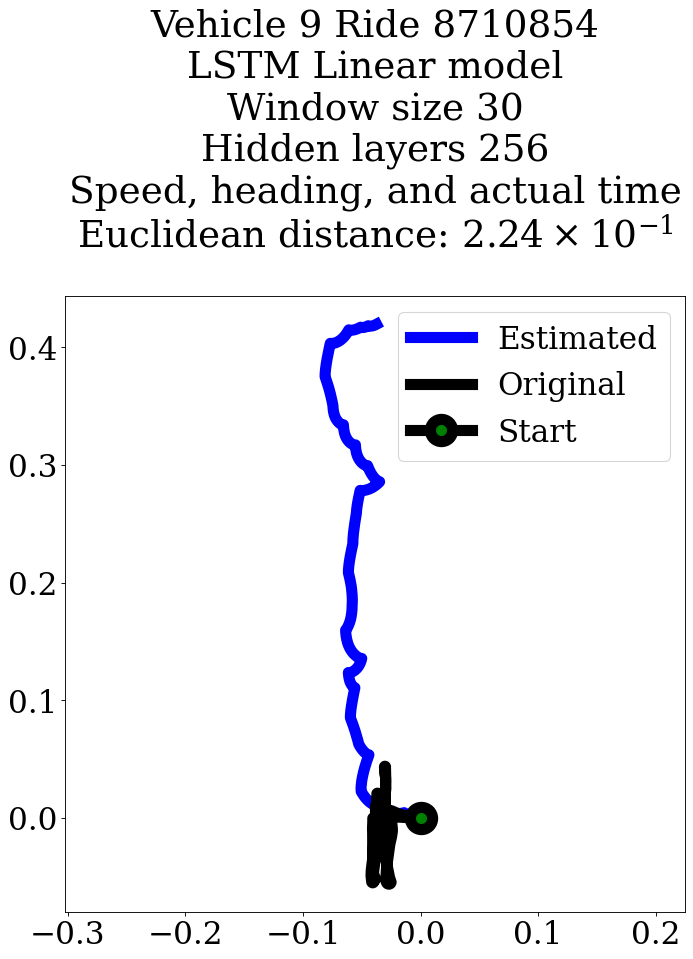 Vehicle 9 Ride 8710854
LSTM Linear model
Window size 30
Hidden layers 256
Speed, heading, and actual time
Euclidean distance: 2.24 × 10⁻¹
Estimated
Original
Start
0.4
0.3
0.2
0.1
0.0
−0.3 −0.2 −0.1 0.0 0.1 0.2